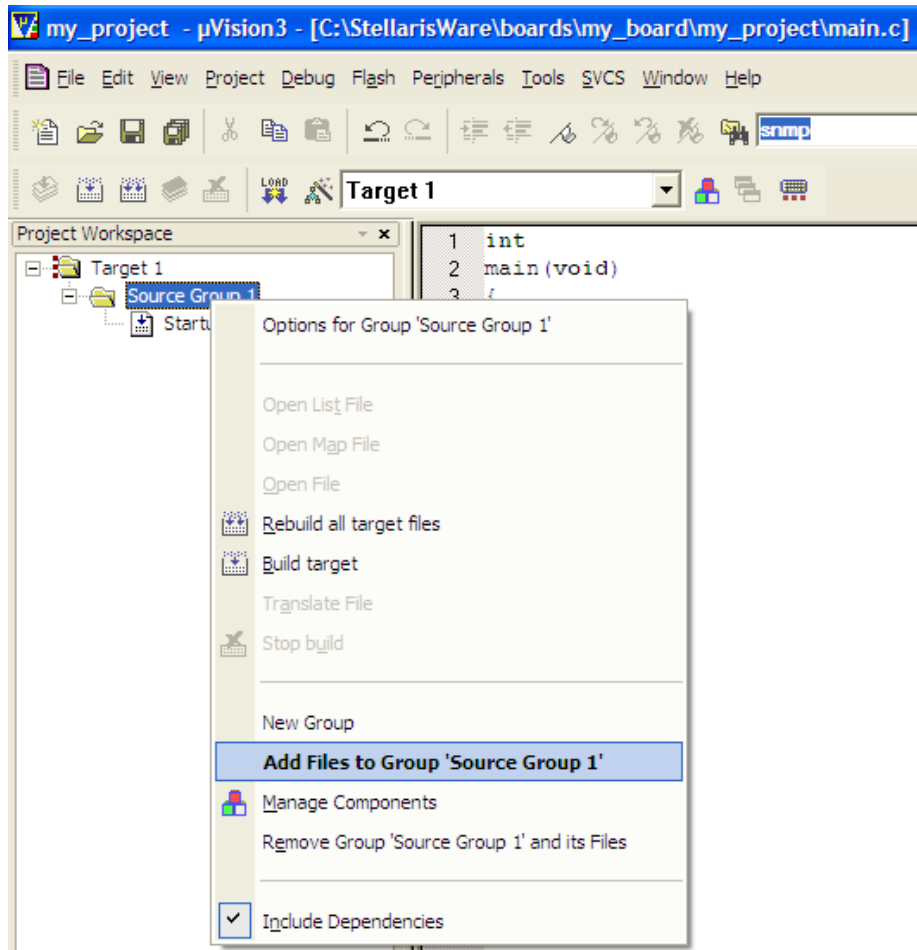 my_project - µVision3 - [C:\StellarisWare\boards\my_board\my_project\main.c]
File Edit View Project Debug Flash Peripherals Tools SVCS Window Help
snmp
LOAD
Target 1
Project Workspace
Target 1
Source Group 1
1 int
2 main(void)
3 {
Options for Group 'Source Group 1'
Open List File
Open Map File
Open File
Rebuild all target files
Build target
Translate File
Stop build
New Group
Add Files to Group 'Source Group 1'
Manage Components
Remove Group 'Source Group 1' and its Files
Include Dependencies